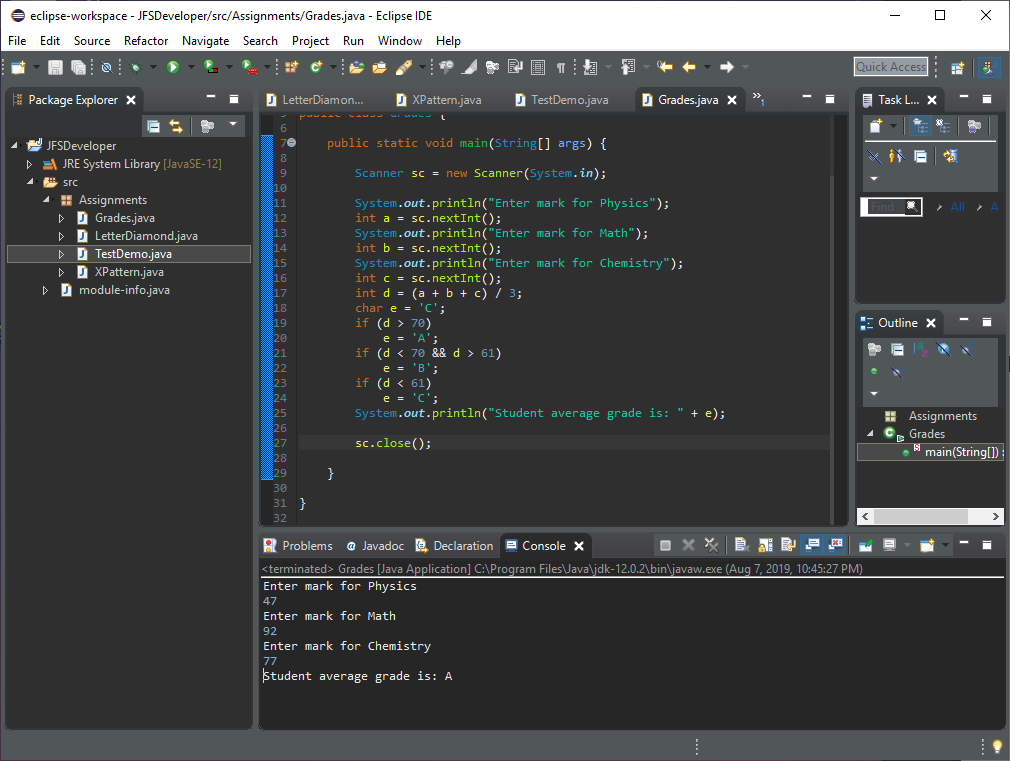 eclipse-workspace - JFSDeveloper/src/Assignments/Grades.java - Eclipse IDE
File Edit Source Refactor Navigate Search Project Run Window Help
Quick Access
Package Explorer
JFSDeveloper
JRE System Library [JavaSE-12]
src
Assignments
Grades.java
LetterDiamond.java
TestDemo.java
XPattern.java
module-info.java
LetterDiamon... XPattern.java TestDemo.java Grades.java »1
5 public class Grades {
6
7 public static void main(String[] args) {
8
9 Scanner sc = new Scanner(System.in);
10
11 System.out.println("Enter mark for Physics");
12 int a = sc.nextInt();
13 System.out.println("Enter mark for Math");
14 int b = sc.nextInt();
15 System.out.println("Enter mark for Chemistry");
16 int c = sc.nextInt();
17 int d = (a + b + c) / 3;
18 char e = 'C';
19 if (d > 70)
20 e = 'A';
21 if (d < 70 && d > 61)
22 e = 'B';
23 if (d < 61)
24 e = 'C';
25 System.out.println("Student average grade is: " + e);
26
27 sc.close();
28
29 }
30
31 }
32
Task L...
Find All A
Outline
Assignments
Grades
main(String[]) :
Problems Javadoc Declaration Console
<terminated> Grades [Java Application] C:\Program Files\Java\jdk-12.0.2\bin\javaw.exe (Aug 7, 2019, 10:45:27 PM)
Enter mark for Physics
47
Enter mark for Math
92
Enter mark for Chemistry
77
Student average grade is: A